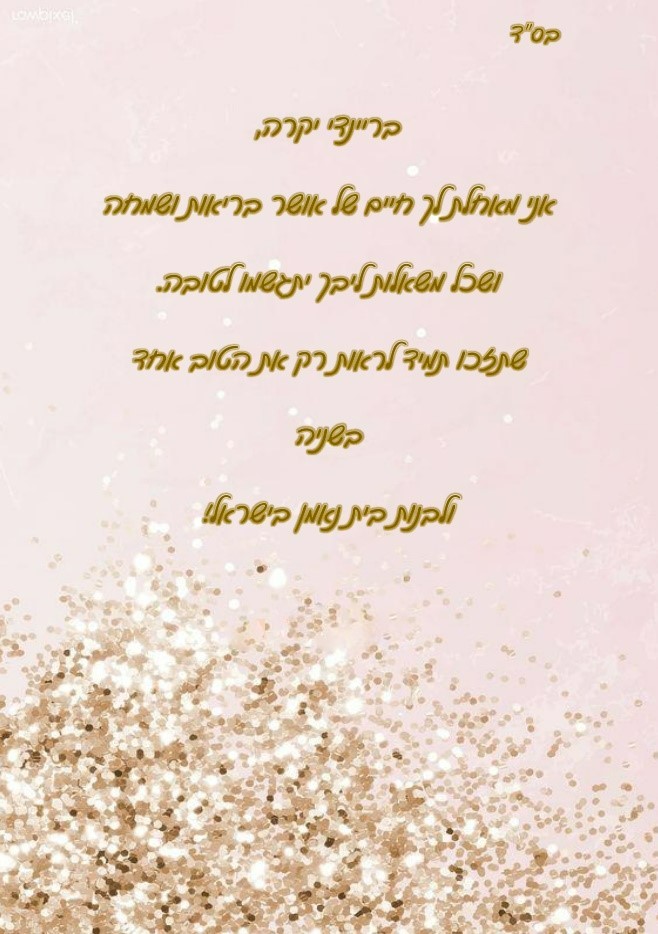 rawpixel
בס"ד
בריינדי יקרה,
אני מאחלת לך חיים של אושר בריאות ושמחה
ושכל משאלות ליבך יתגשמו לטובה.
שתזכו תמיד לראות רק את הטוב אחד
בשניה
ולבנות בית נאמן בישראל!